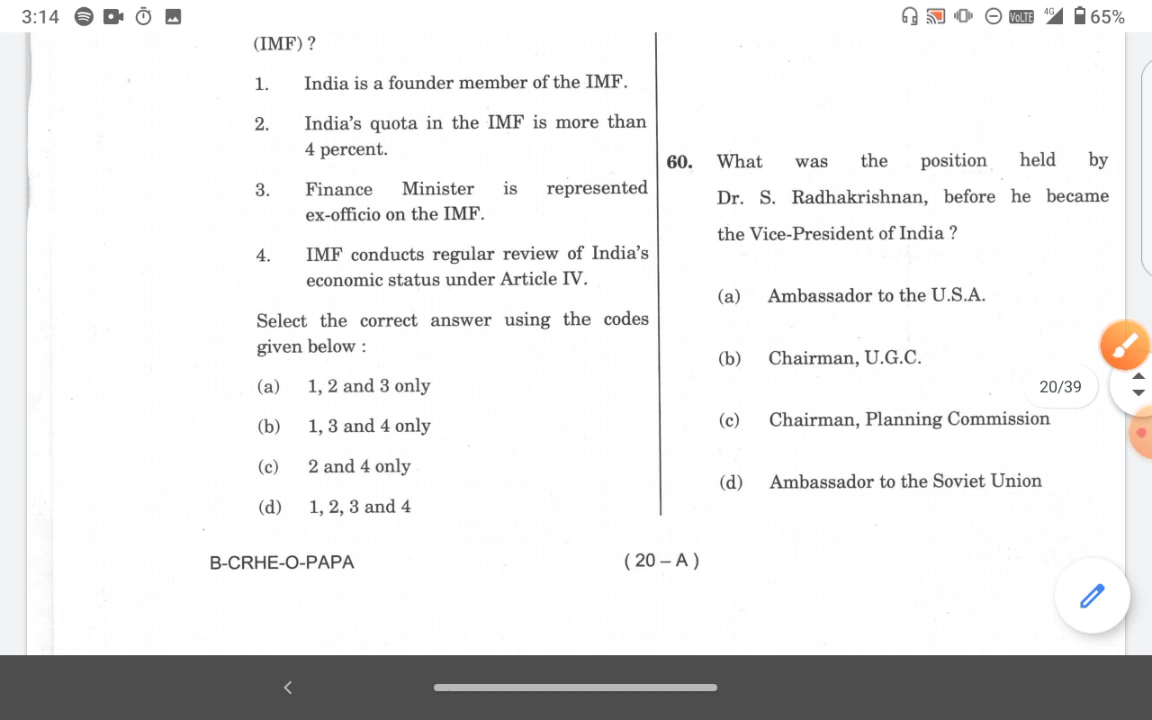 3:14
VoLTE 4G 65%
(IMF) ?
1. India is a founder member of the IMF.
2. India's quota in the IMF is more than
4 percent.
3. Finance Minister is represented
ex-officio on the IMF.
4. IMF conducts regular review of India's
economic status under Article IV.
Select the correct answer using the codes
given below :
(a) 1, 2 and 3 only
(b) 1, 3 and 4 only
(c) 2 and 4 only
(d) 1, 2, 3 and 4
60. What was the position held by
Dr. S. Radhakrishnan, before he became
the Vice-President of India ?
(a) Ambassador to the U.S.A.
(b) Chairman, U.G.C.
20/39
(c) Chairman, Planning Commission
(d) Ambassador to the Soviet Union
B-CRHE-O-PAPA
( 20 – A )